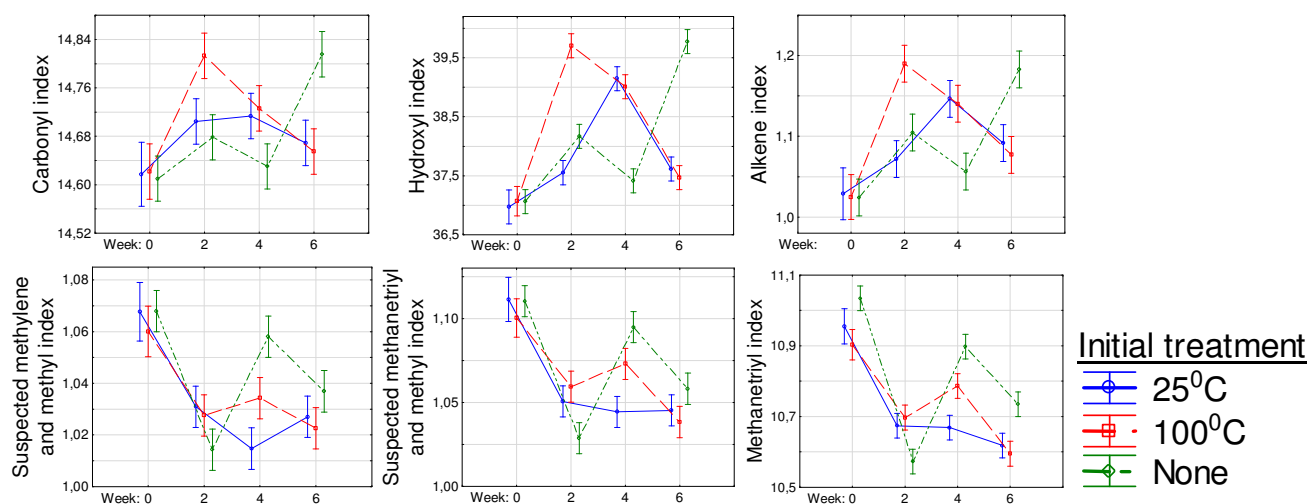 Carbonyl index
14,84
14,76
14,68
14,60
14,52
Week: 0 2 4 6
Hydroxyl index
39,5
38,5
37,5
36,5
Week: 0 2 4 6
Alkene index
1,2
1,1
1,0
Week: 0 2 4 6
Suspected methylene
and methyl index
1,08
1,06
1,04
1,02
1,00
Week: 0 2 4 6
Suspected methanetriyl
and methyl index
1,10
1,05
1,00
Week: 0 2 4 6
Methanetriyl index
11,1
10,9
10,7
10,5
Week: 0 2 4 6
Initial treatment
25⁰C
100⁰C
None